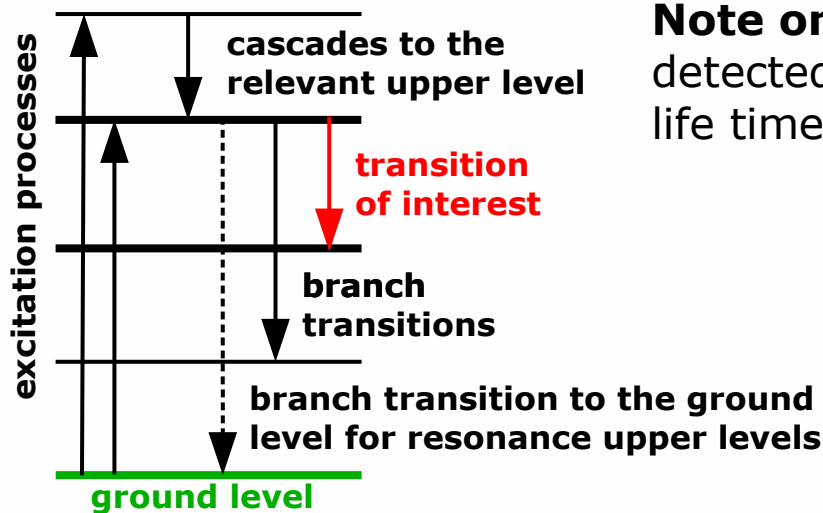 excitation processes
cascades to the
relevant upper level
transition
of interest
branch
transitions
branch transition to the ground
level for resonance upper levels
ground level
Note
detected
life time